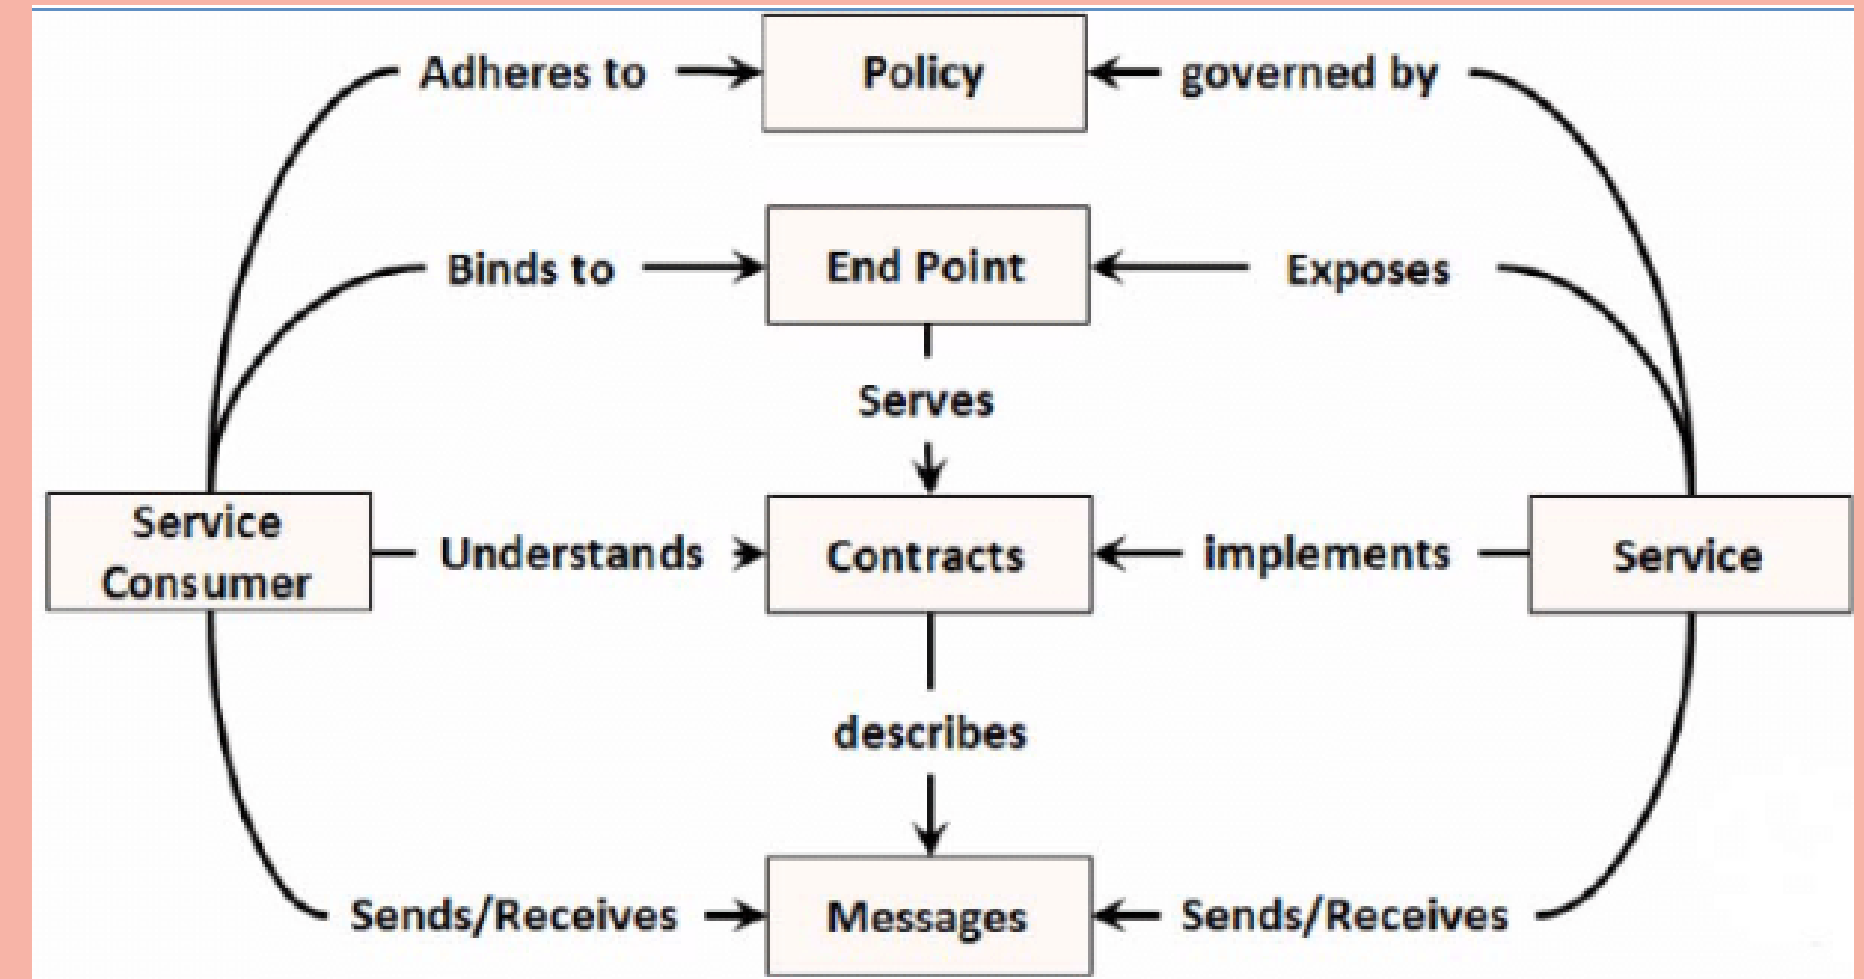 Adheres to
Policy
governed by
Binds to
End Point
Exposes
Serves
Service
Consumer
Understands
Contracts
implements
Service
describes
Sends/Receives
Messages
Sends/Receives